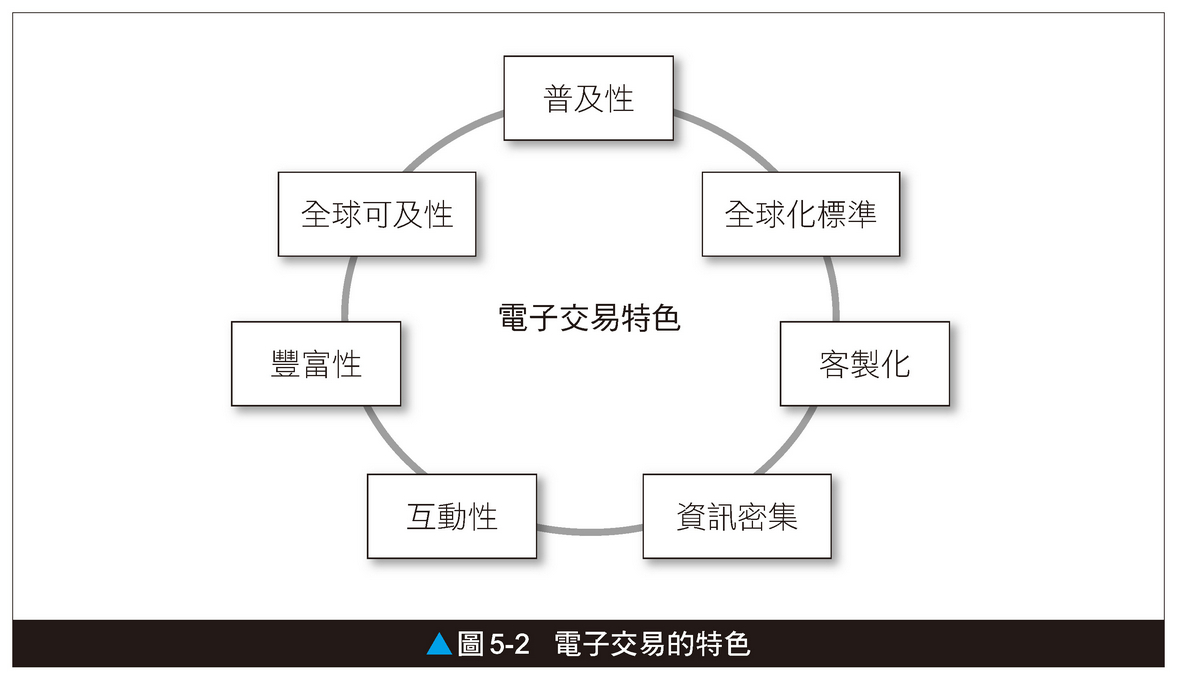 普及性
全球可及性
全球化標準
電子交易特色
豐富性
客製化
互動性
資訊密集
▲圖5-2 電子交易的特色